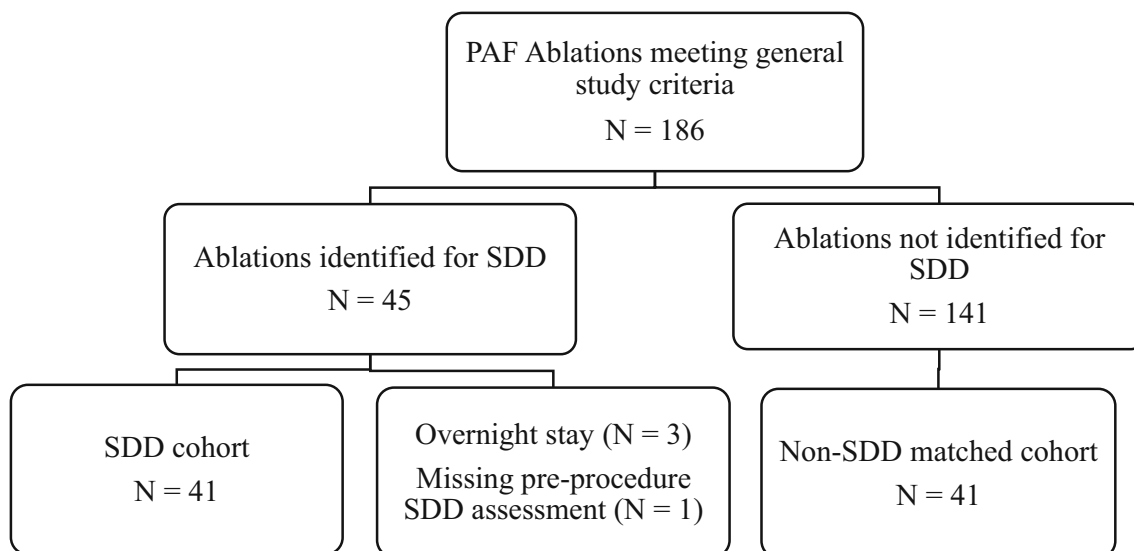 PAF Ablations meeting general
study criteria
N = 186
Ablations identified for SDD
N = 45
Ablations not identified for
SDD
N = 141
SDD cohort
N = 41
Overnight stay (N = 3)
Missing pre-procedure
SDD assessment (N = 1)
Non-SDD matched cohort
N = 41